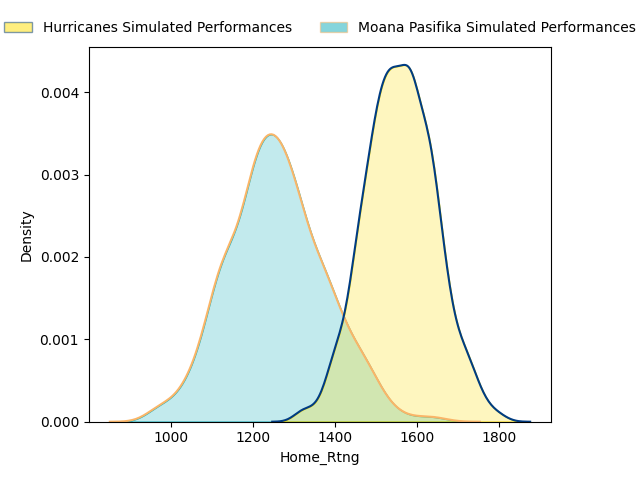 Hurricanes Simulated Performances
Moana Pasifika Simulated Performances
0.004
0.003
0.002
0.001
0.000
Density
1000 1200 1400 1600 1800
Home_Rtng